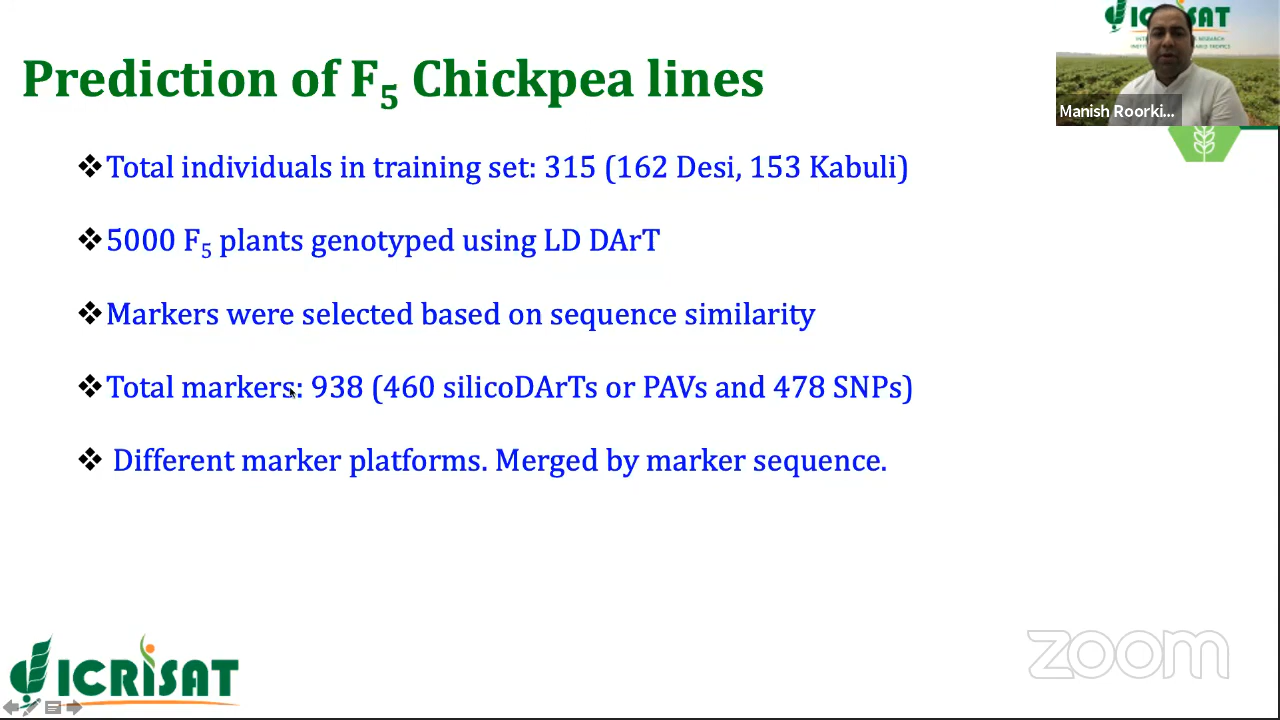 Prediction of F5 Chickpea lines
❖Total individuals in training set: 315 (162 Desi, 153 Kabuli)
❖5000 F5 plants genotyped using LD DArT
❖Markers were selected based on sequence similarity
❖Total markers: 938 (460 silicoDArTs or PAVs and 478 SNPs)
❖ Different marker platforms. Merged by marker sequence.
Manish Roorki...
ICRISAT
zoom